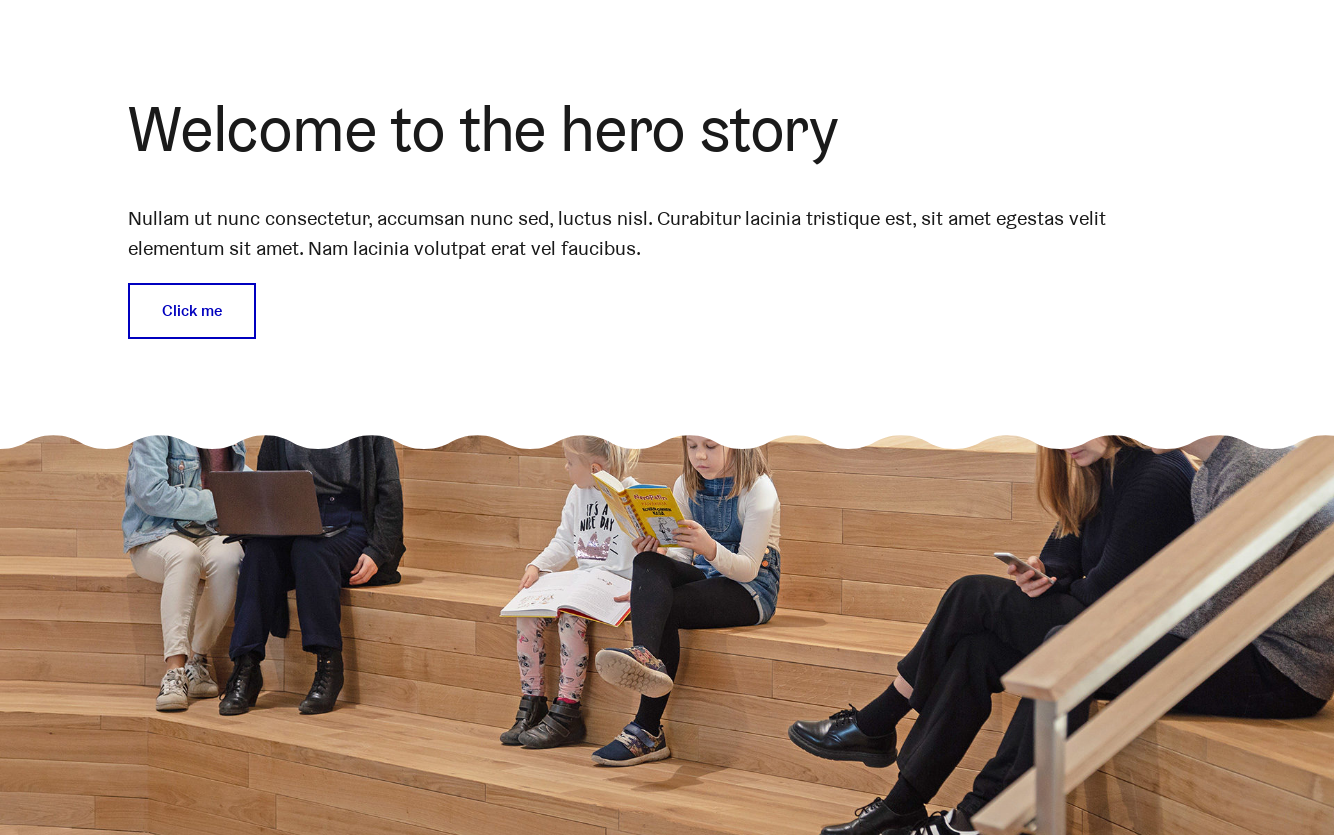 Welcome to the hero story
Nullam ut nunc consectetur, accumsan nunc sed, luctus nisl. Curabitur lacinia tristique est, sit amet egestas velit
elementum sit amet. Nam lacinia volutpat erat vel faucibus.
Click me
IT'S A
NICE DAY